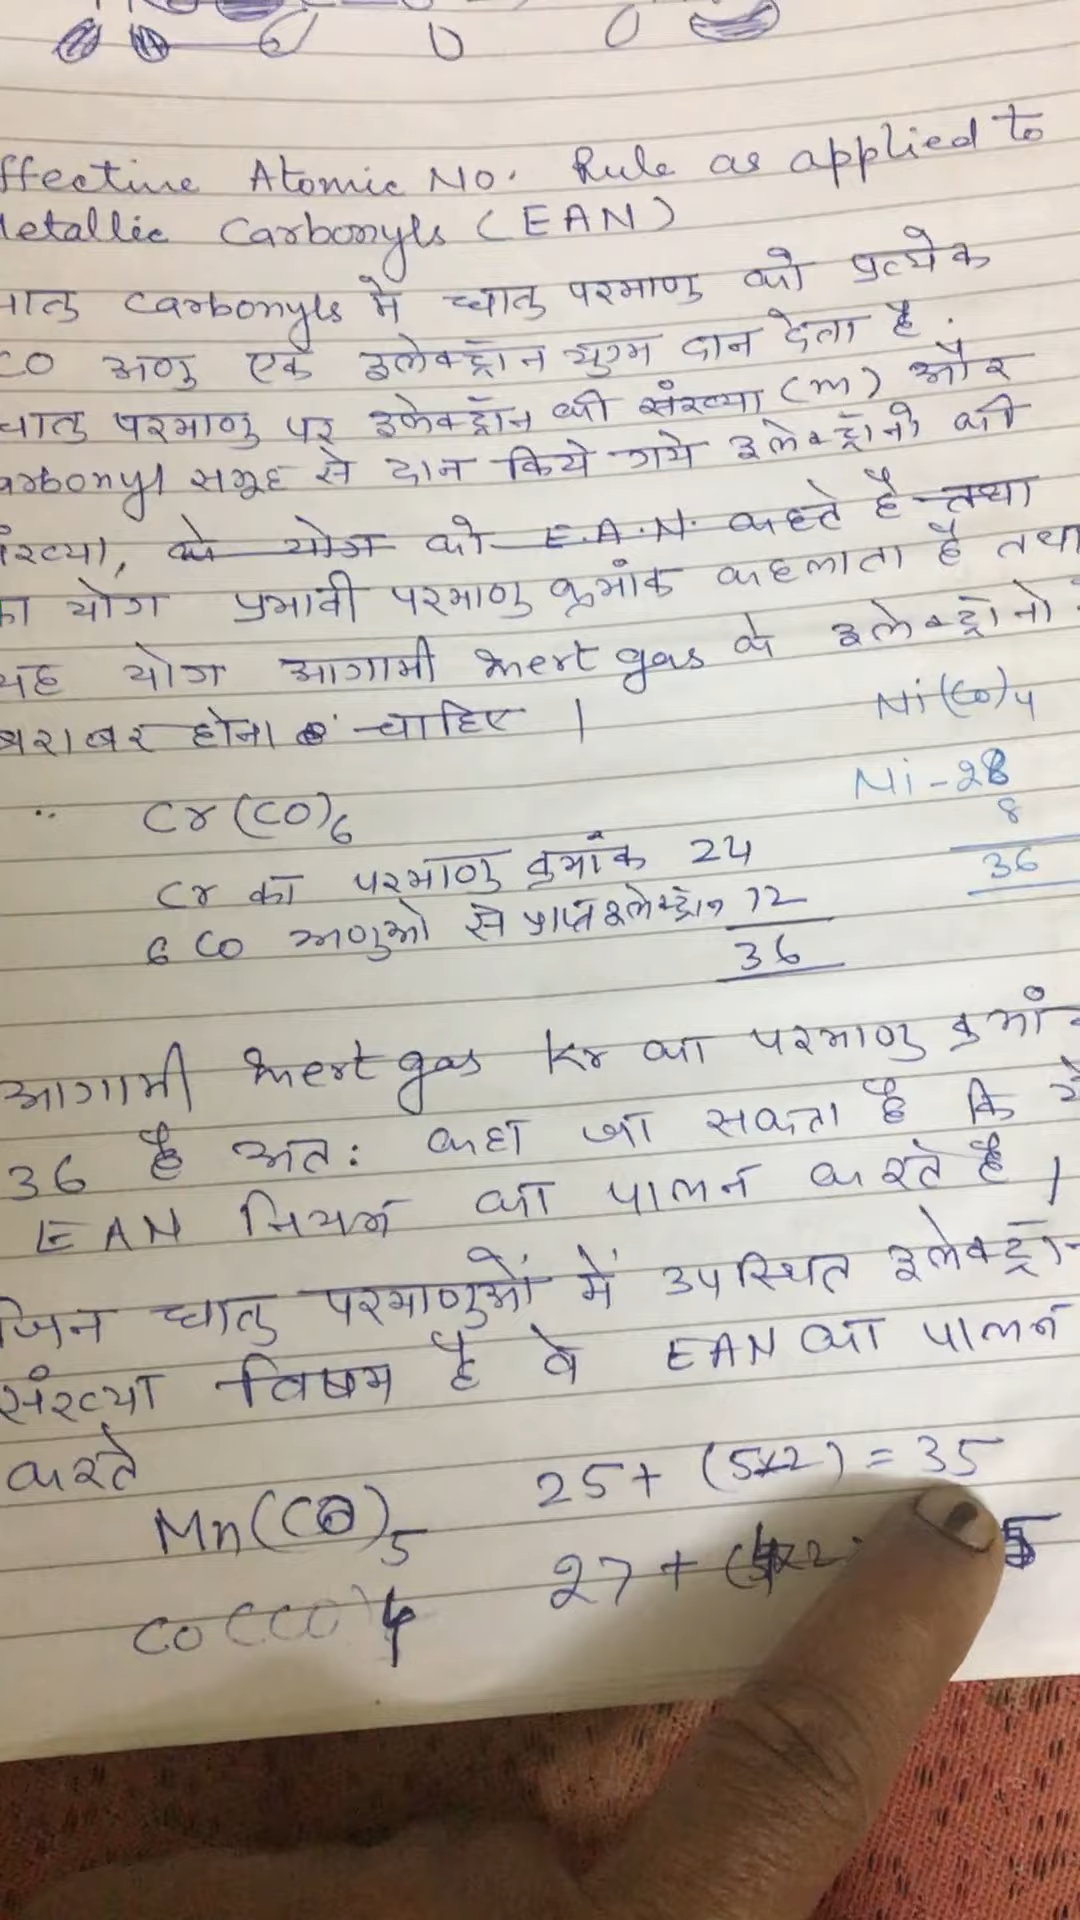 ffective Atomic No. Rule as applied to
etallic Carbonyls (EAN)
ातु carbonyls मे धातु परमाणु को प्रत्येक
CO अणु एक इलेक्ट्रॉन युग्म दान देता है.
धातु परमाणु पर इलेक्ट्रॉन की संख्या (m) और
arbonyl समूह से दान किये गये इलेक्ट्रॉनो की
ंख्या, के योग को E.A.N. कहते है तथा
का योग प्रभावी परमाणु क्रमांक कहलाता है तथा
यह योग आगामी Inert gas के इलेक्ट्रॉनो
बराबर होना चाहिए |
Ni(CO)4
Ni - 28
8
36
Cr(CO)6
Cr का परमाणु क्रमांक 24
6 CO अणुओ से प्राप्त इलेक्ट्रॉन 12
36
आगामी Inert gas Kr का परमाणु क्रमां
36 है अत: कहा जा सकता है कि ये
EAN नियम का पालन करते है |
जिन धातु परमाणुओं में उपस्थित इलेक्ट्रॉ
संख्या विषम है वे EAN का पालन
करते
Mn(CO)5 25 + (5x2) = 35
CO(CO)4 27 + (4x2 5